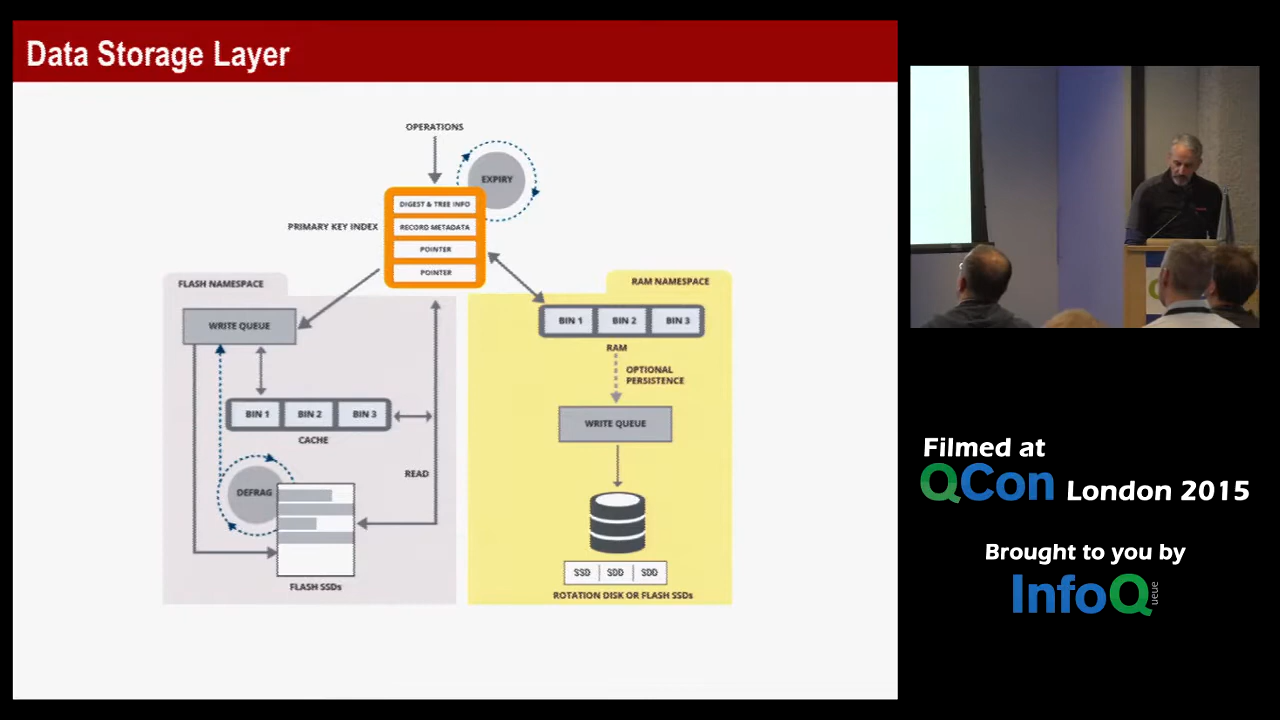 Data Storage Layer
OPERATIONS
EXPIRY
DIGEST & TREE INFO
PRIMARY KEY INDEX
RECORD METADATA
POINTER
POINTER
FLASH NAMESPACE
WRITE QUEUE
BIN 1 BIN 2 BIN 3
CACHE
READ
DEFRAG
FLASH SSDs
RAM NAMESPACE
BIN 1 BIN 2 BIN 3
RAM
OPTIONAL
PERSISTENCE
WRITE QUEUE
SSD SDD SDD
ROTATION DISK OR FLASH SSDs
Filmed at
QCon London 2015
Brought to you by
InfoQ
ueue